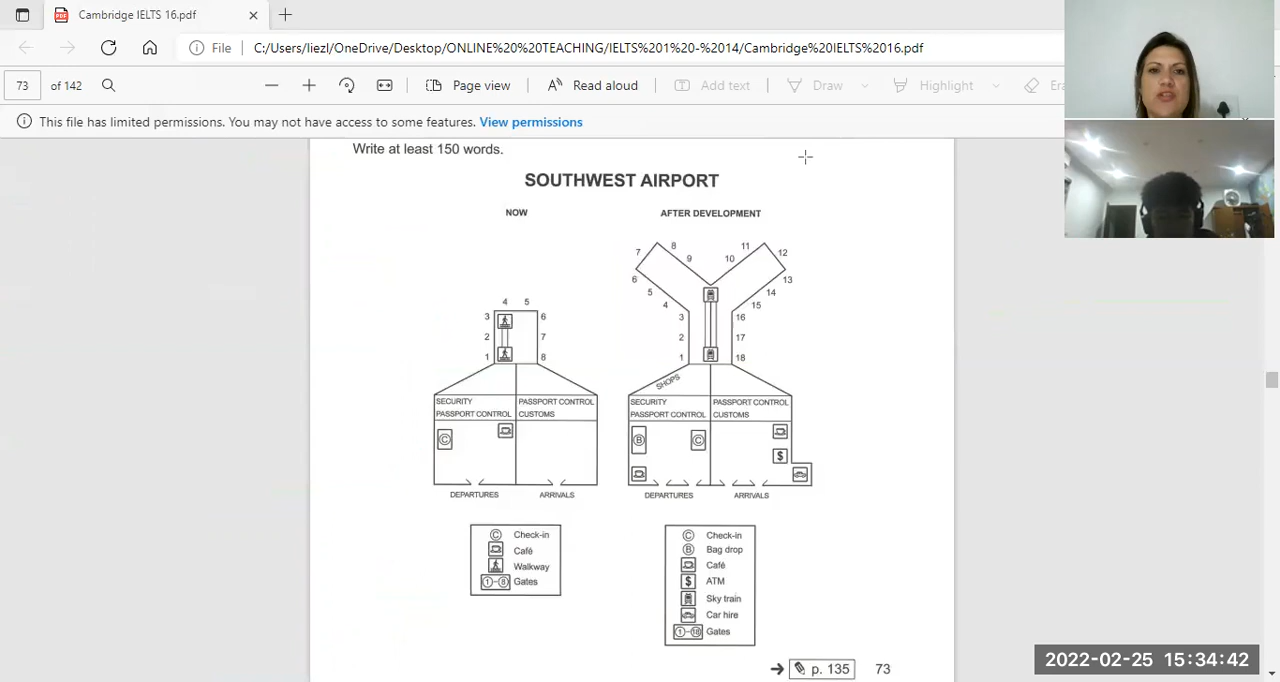 Cambridge IELTS 16.pdf
File
C:/Users/liezl/OneDrive/Desktop/ONLINE%20%20TEACHING/IELTS%201%20-%2014/Cambridge%20IELTS%2016.pdf
73 of 142
Page view
Read aloud
Add text
Draw
Highlight
This file has limited permissions. You may not have access to some features. View permissions
Write at least 150 words.
SOUTHWEST AIRPORT
NOW
4 5
3 6
2 7
1 8
SECURITY PASSPORT CONTROL
PASSPORT CONTROL CUSTOMS
C
DEPARTURES ARRIVALS
C Check-in
Café
Walkway
1-8 Gates
AFTER DEVELOPMENT
8 11
7 12
9 10
6 13
5 14
4 15
3 16
2 17
1 18
SHOPS
SECURITY PASSPORT CONTROL
PASSPORT CONTROL CUSTOMS
B C
$
DEPARTURES ARRIVALS
C Check-in
B Bag drop
Café
$ ATM
Sky train
Car hire
1-18 Gates
p. 135 73
2022-02-25 15:34:42